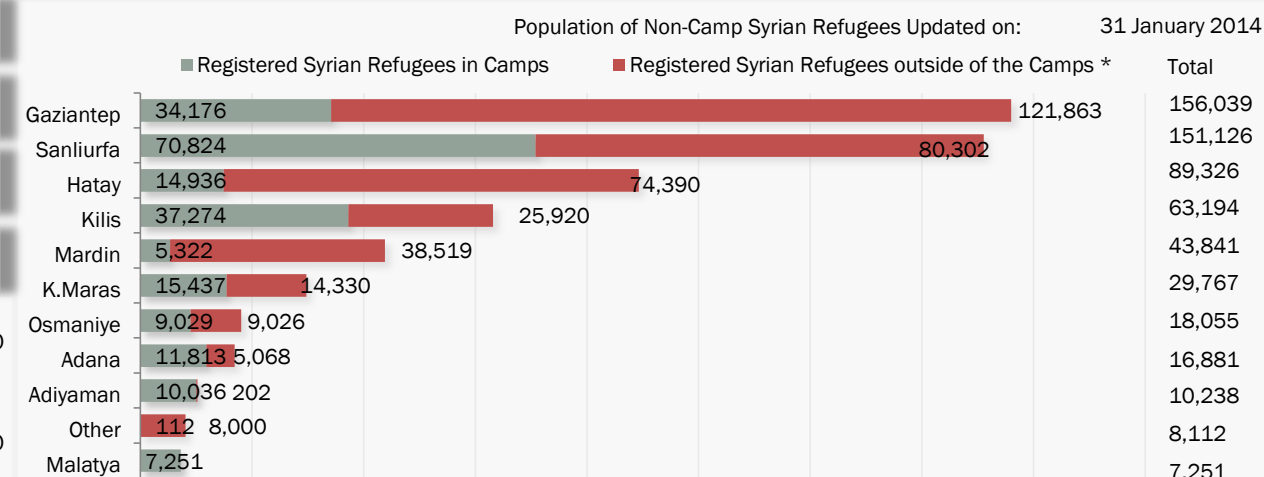 Population of Non-Camp Syrian Refugees Updated on: 31 January 2014
Registered Syrian Refugees in Camps Registered Syrian Refugees outside of the Camps * Total
Gaziantep 34,176 121,863 156,039
Sanliurfa 70,824 80,302 151,126
Hatay 14,936 74,390 89,326
Kilis 37,274 25,920 63,194
Mardin 5,322 38,519 43,841
K.Maras 15,437 14,330 29,767
Osmaniye 9,029 9,026 18,055
Adana 11,813 5,068 16,881
Adiyaman 10,036 202 10,238
Other 112 8,000 8,112
Malatya 7,251 7,251